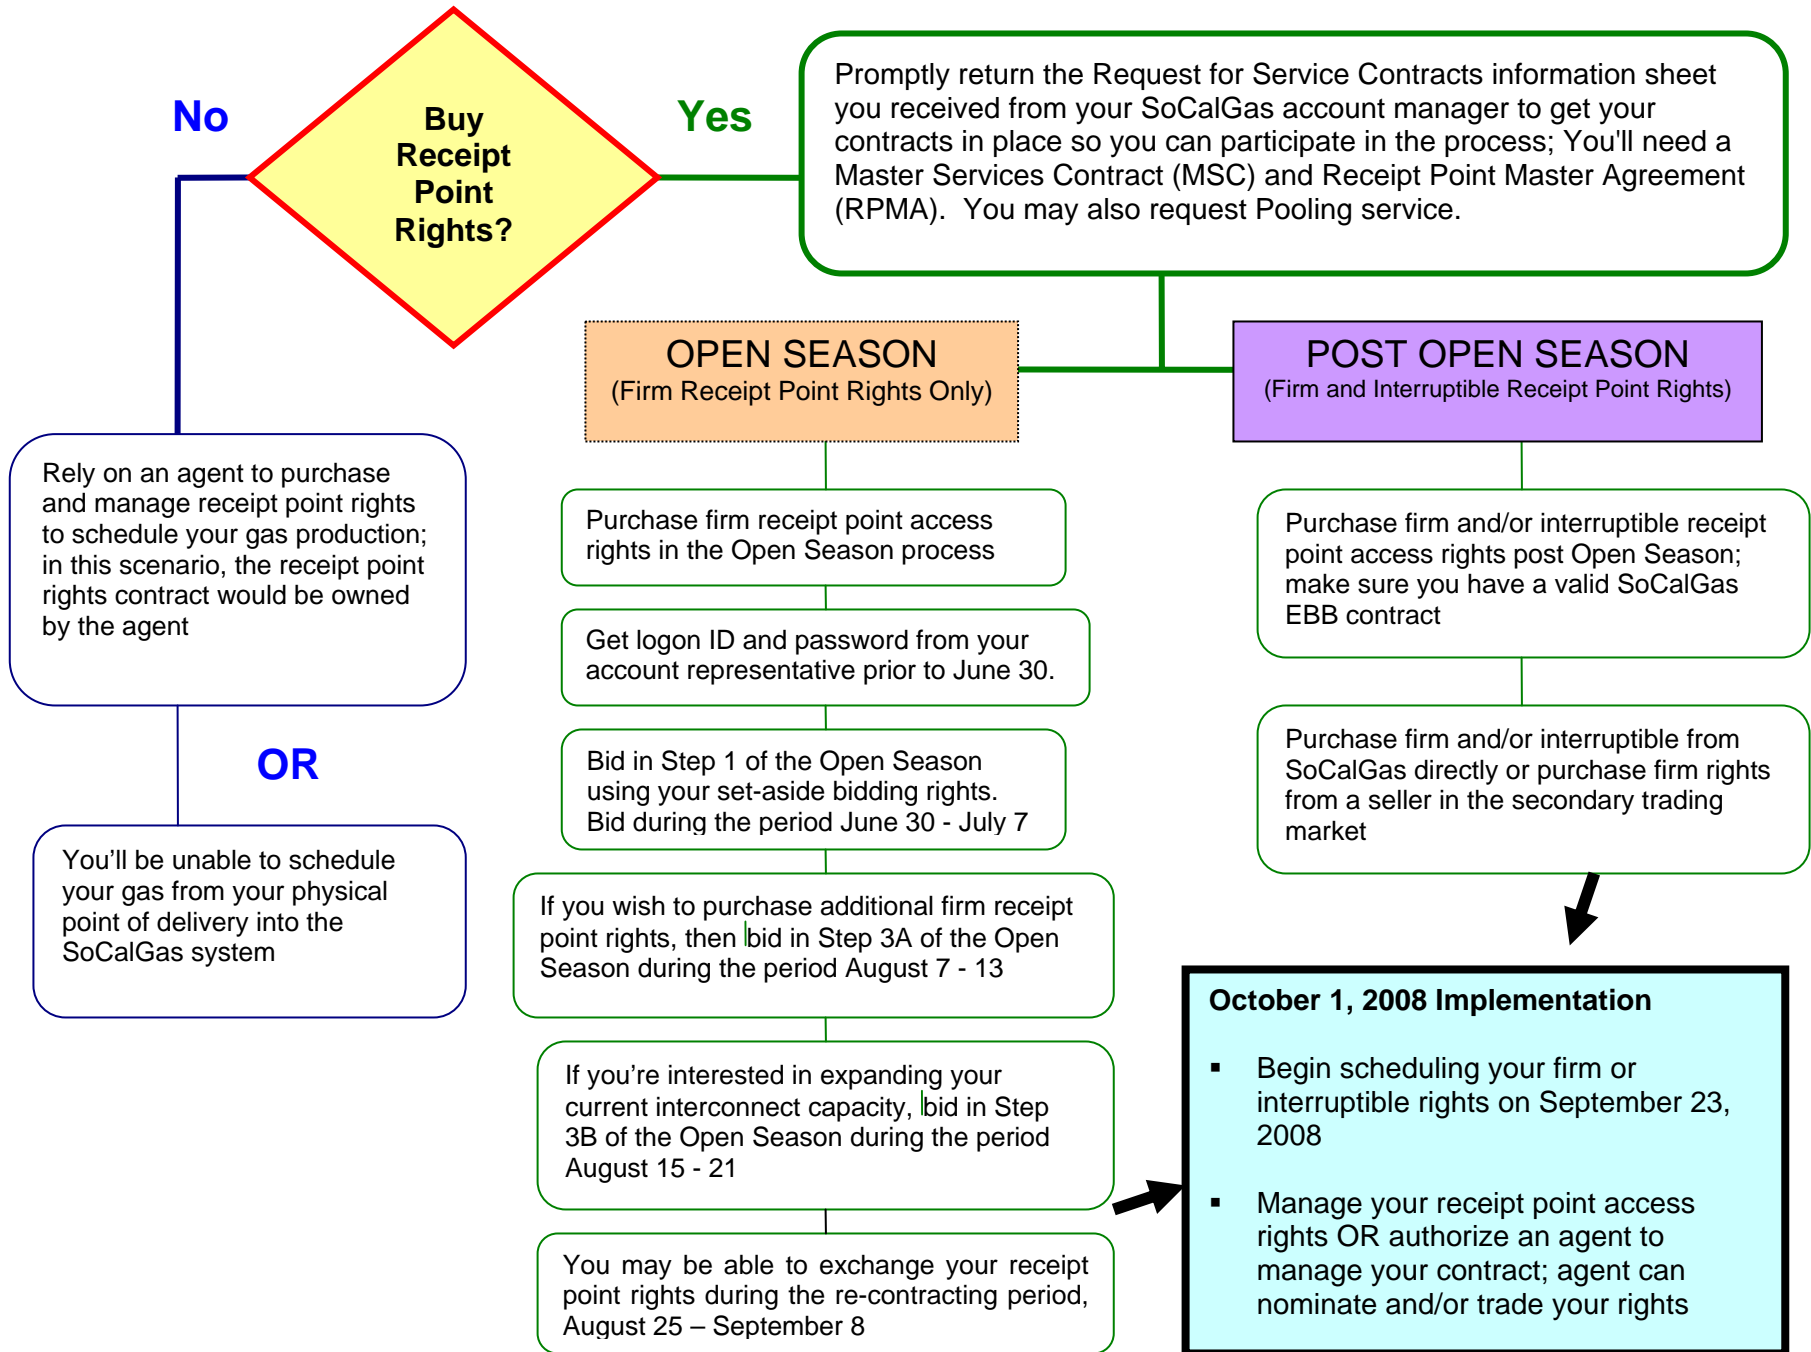 No
Buy
Receipt
Point
Rights?
Yes
Promptly return the Request for Service Contracts information sheet
you received from your SoCalGas account manager to get your
contracts in place so you can participate in the process; You'll need a
Master Services Contract (MSC) and Receipt Point Master Agreement
(RPMA).  You may also request Pooling service.
OPEN SEASON
(Firm Receipt Point Rights Only)
POST OPEN SEASON
(Firm and Interruptible Receipt Point Rights)
Rely on an agent to purchase
and manage receipt point rights
to schedule your gas production;
in this scenario, the receipt point
rights contract would be owned
by the agent
OR
You’ll be unable to schedule
your gas from your physical
point of delivery into the
SoCalGas system
Purchase firm receipt point access
rights in the Open Season process
Get logon ID and password from your
account representative prior to June 30.
Bid in Step 1 of the Open Season
using your set-aside bidding rights.
Bid during the period June 30 - July 7
If you wish to purchase additional firm receipt
point rights, then bid in Step 3A of the Open
Season during the period August 7 - 13
If you’re interested in expanding your
current interconnect capacity, bid in Step
3B of the Open Season during the period
August 15 - 21
You may be able to exchange your receipt
point rights during the re-contracting period,
August 25 – September 8
Purchase firm and/or interruptible receipt
point access rights post Open Season;
make sure you have a valid SoCalGas
EBB contract
Purchase firm and/or interruptible from
SoCalGas directly or purchase firm rights
from a seller in the secondary trading
market
October 1, 2008 Implementation
▪ Begin scheduling your firm or
interruptible rights on September 23,
2008
▪ Manage your receipt point access
rights OR authorize an agent to
manage your contract; agent can
nominate and/or trade your rights